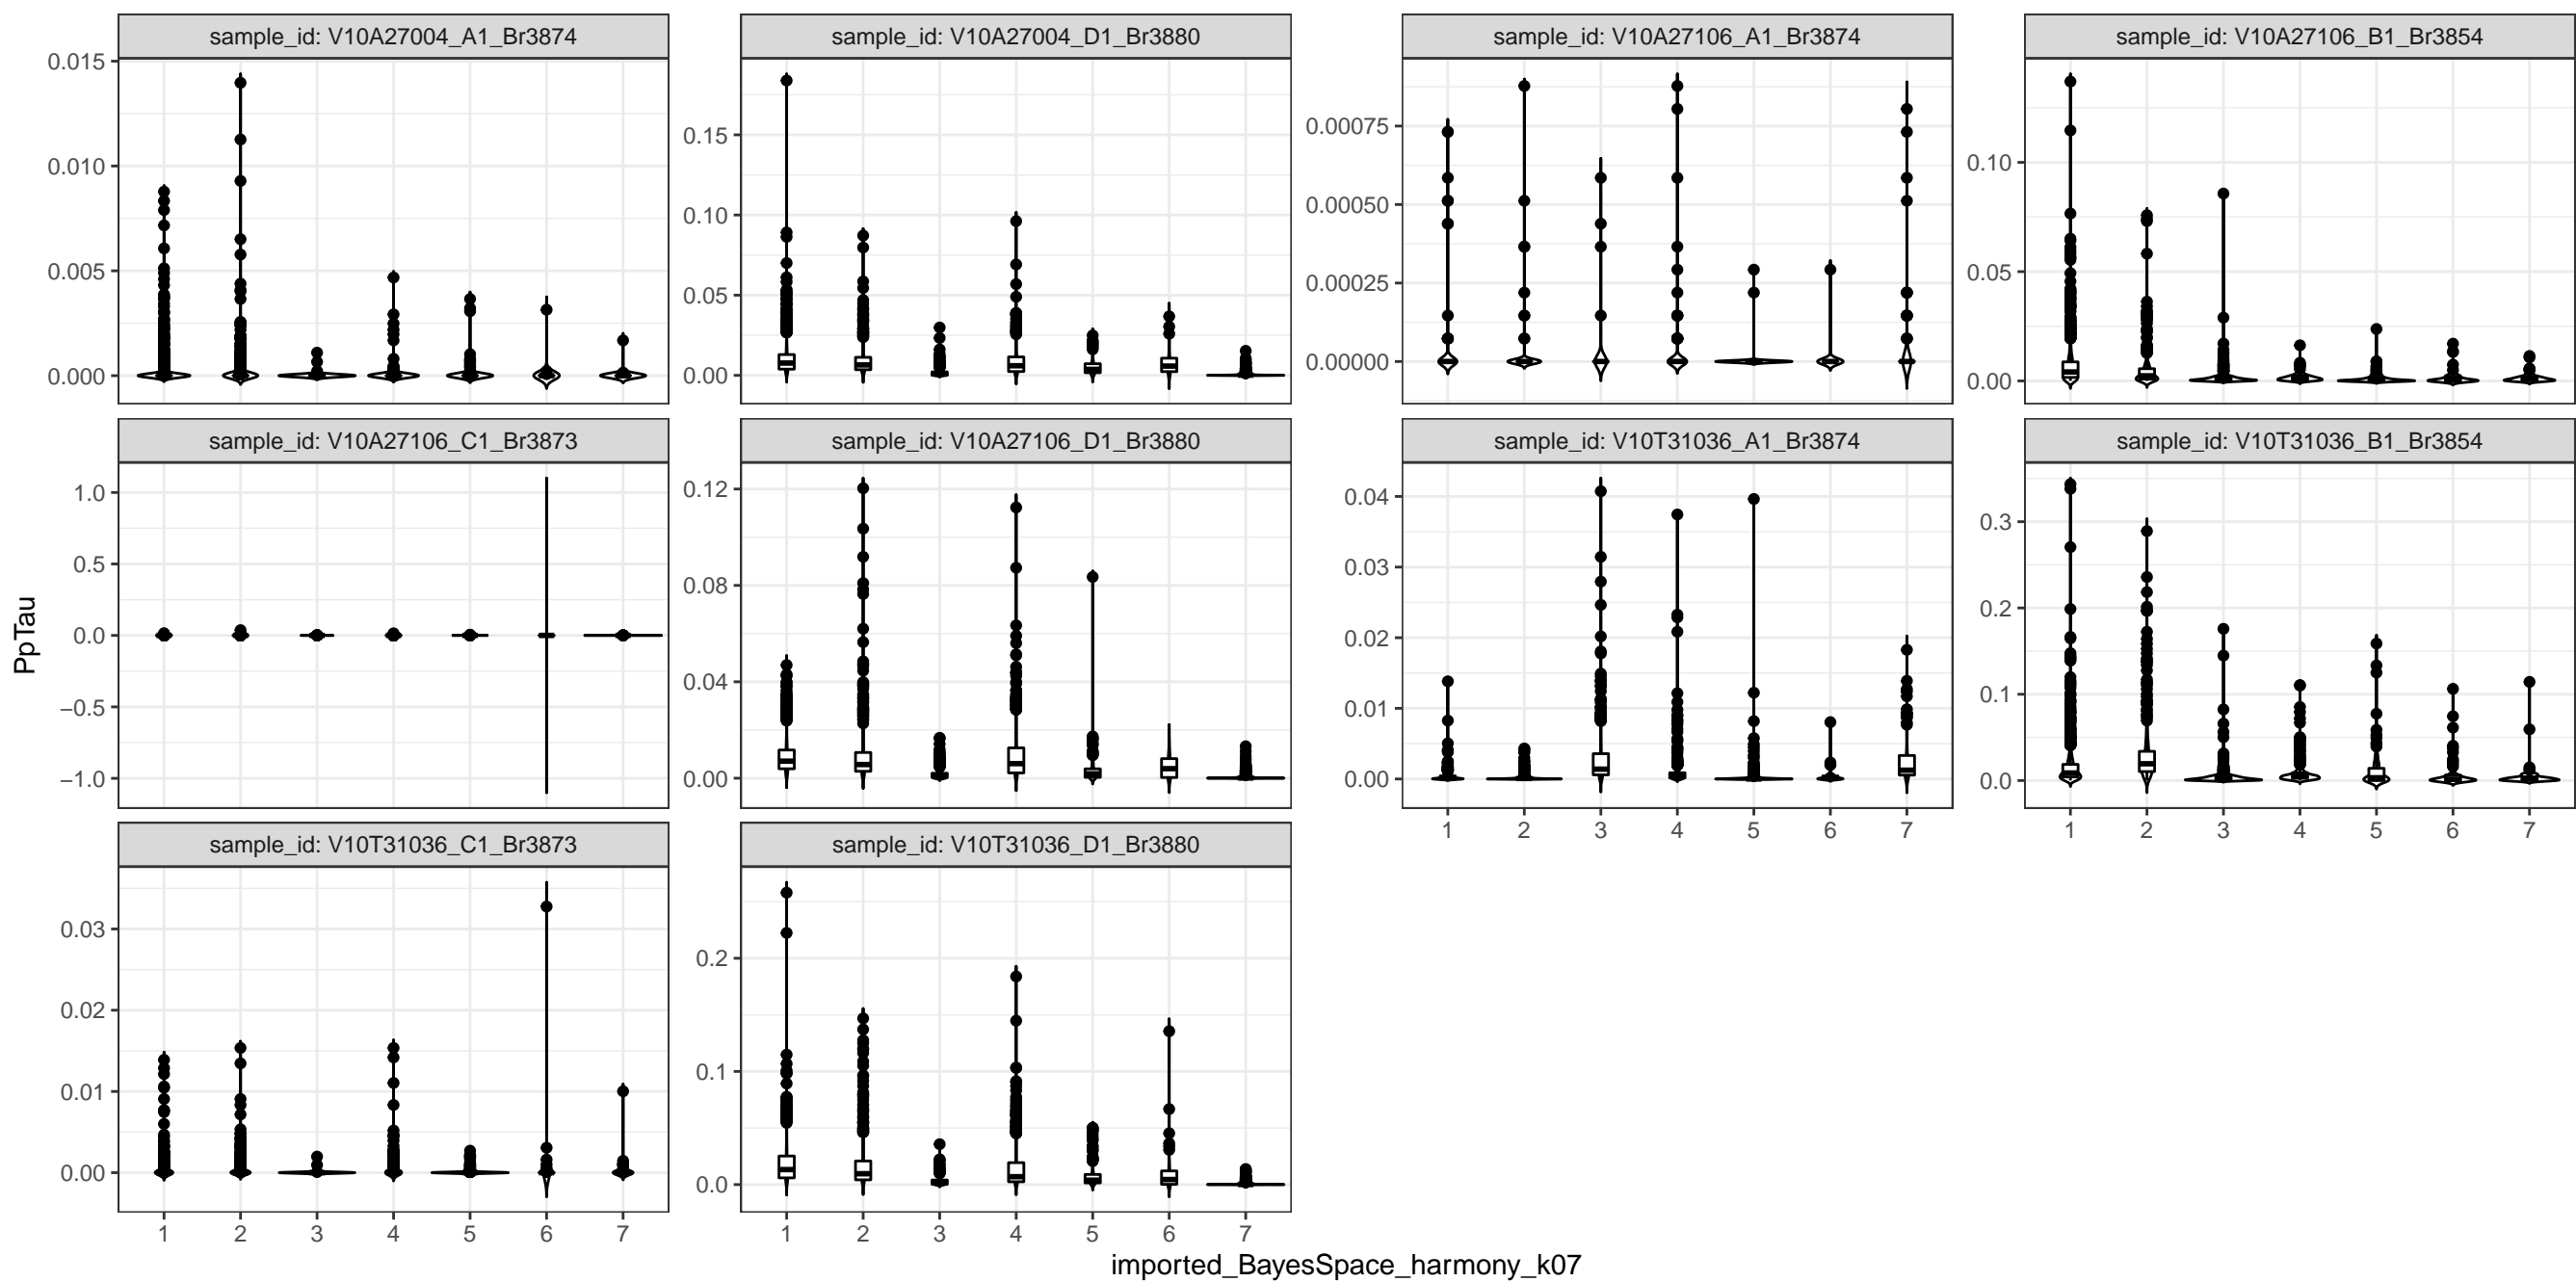 sample_id: V10A27004_A1_Br3874
sample_id: V10A27004_D1_Br3880
sample_id: V10A27106_A1_Br3874
sample_id: V10A27106_B1_Br3854
0.015
0.010
0.005
0.000
0.15
0.10
0.05
0.00
0.00075
0.00050
0.00025
0.00000
0.10
0.05
0.00
sample_id: V10A27106_C1_Br3873
sample_id: V10A27106_D1_Br3880
sample_id: V10T31036_A1_Br3874
sample_id: V10T31036_B1_Br3854
1.0
0.5
0.0
−0.5
−1.0
0.12
0.08
0.04
0.00
0.04
0.03
0.02
0.01
0.00
0.3
0.2
0.1
0.0
1 2 3 4 5 6 7
1 2 3 4 5 6 7
sample_id: V10T31036_C1_Br3873
sample_id: V10T31036_D1_Br3880
0.03
0.02
0.01
0.00
0.2
0.1
0.0
1 2 3 4 5 6 7
1 2 3 4 5 6 7
PpTau
imported_BayesSpace_harmony_k07